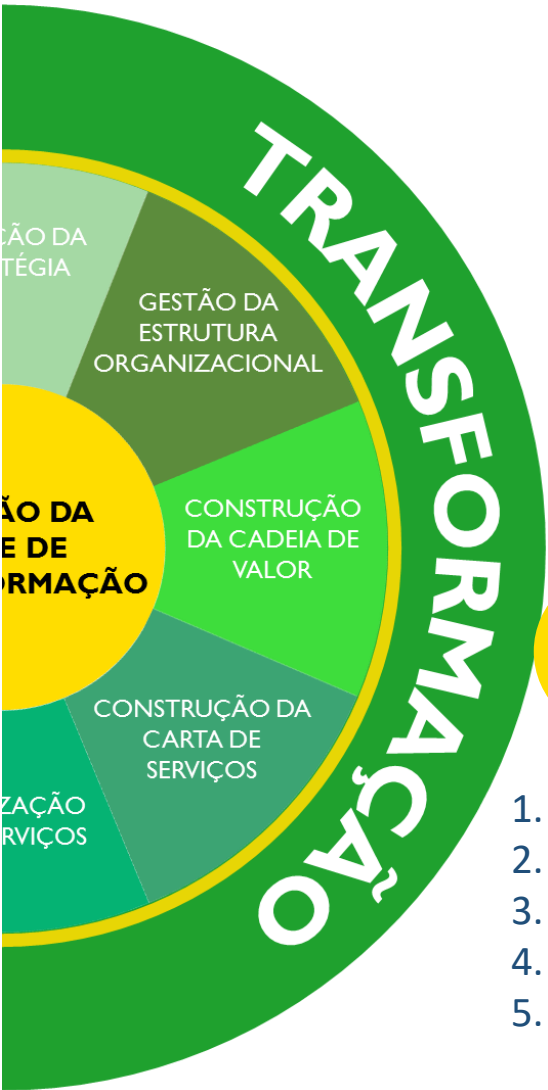 TRANSFORMAÇÃO
ÇÃO DA
TÉGIA
GESTÃO DA
ESTRUTURA
ORGANIZACIONAL
ÃO DA
E DE
ORMAÇÃO
CONSTRUÇÃO
DA CADEIA DE
VALOR
CONSTRUÇÃO DA
CARTA DE
SERVIÇOS
ZAÇÃO
RVIÇOS
1.
2.
3.
4.
5.